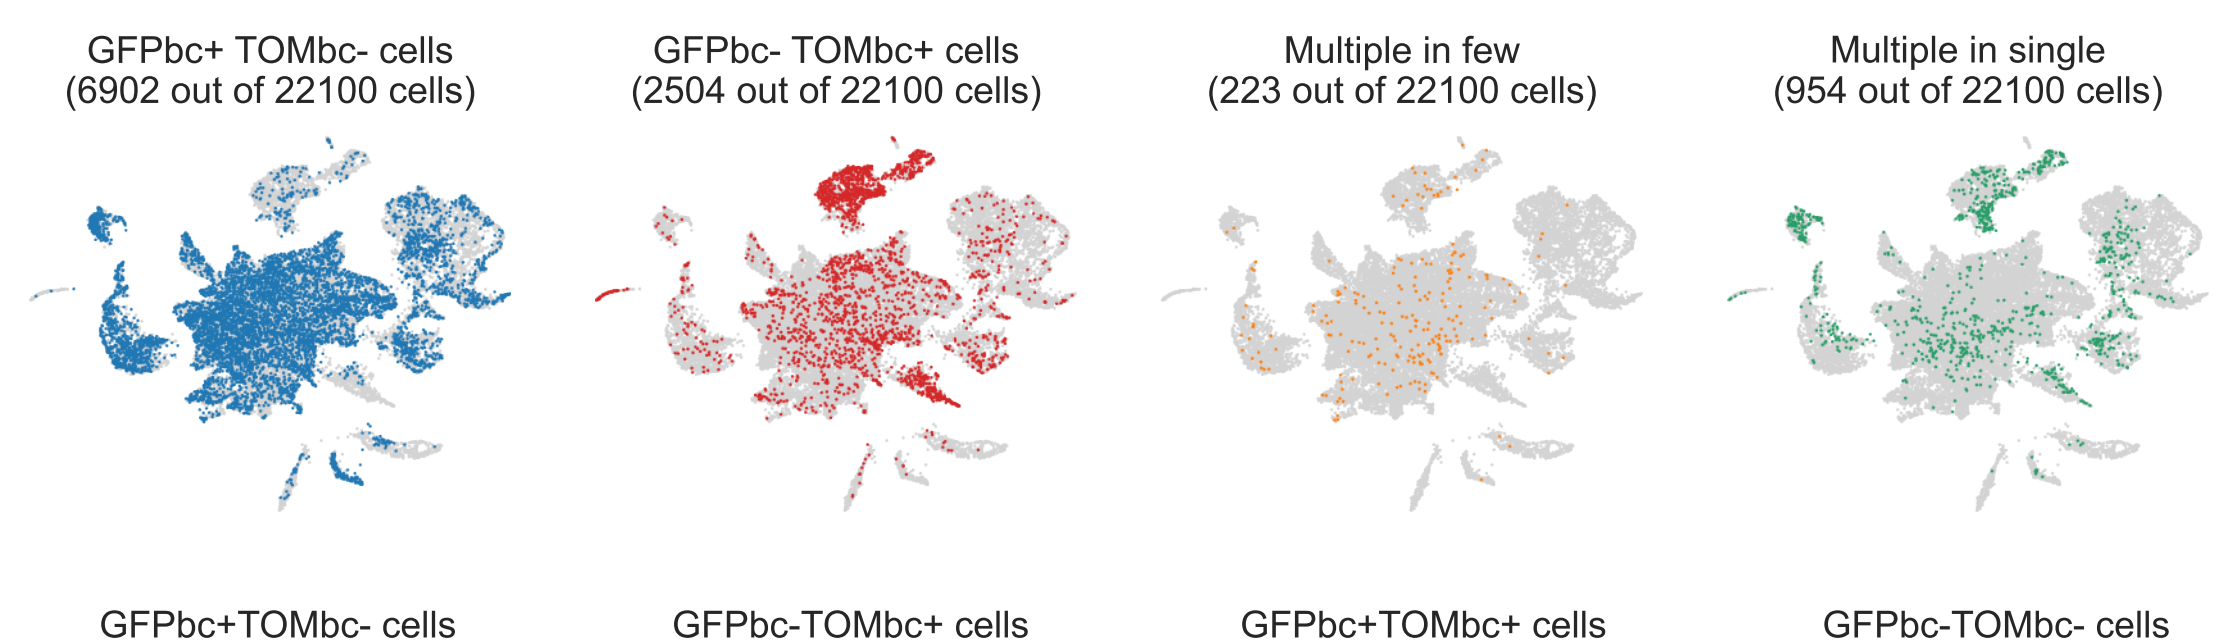 GFPbc+ TOMbc- cells
(6902 out of 22100 cells)
GFPbc- TOMbc+ cells
(2504 out of 22100 cells)
Multiple in few
(223 out of 22100 cells)
Multiple in single
(954 out of 22100 cells)
GFPbc+TOMbc- cells
GFPbc-TOMbc+ cells
GFPbc+TOMbc+ cells
GFPbc-TOMbc- cells